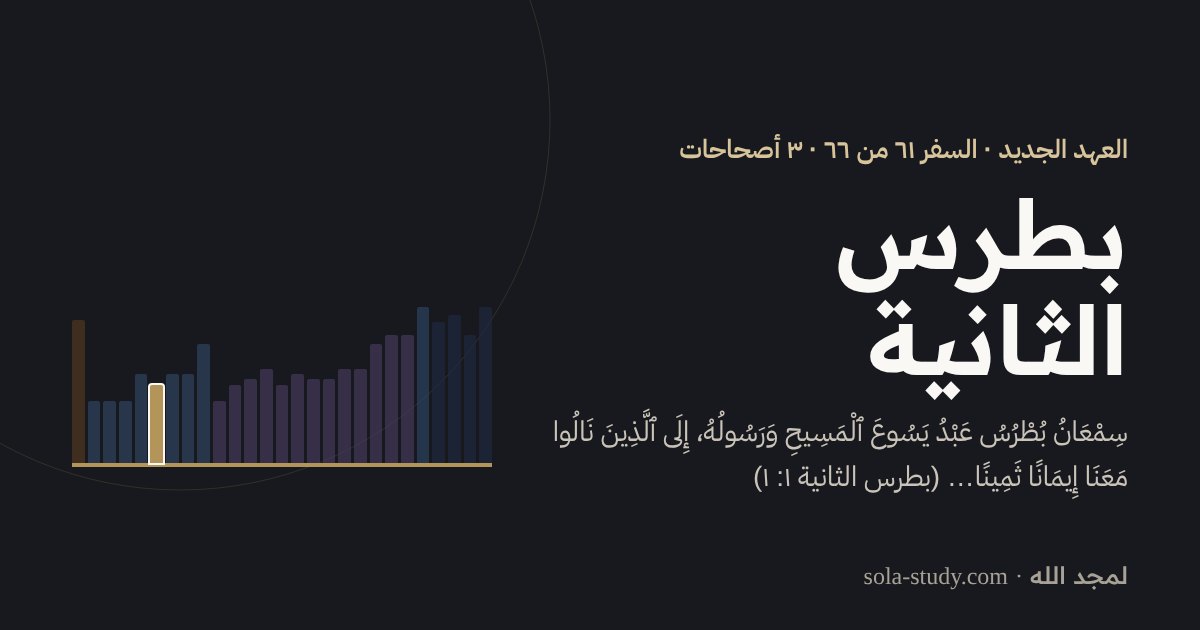 العهد الجديد · السفر ٦١ من ٦٦ · ٣ أصحاحات
بطرس
الثانية
سِمْعَانُ بُطْرُسُ عَبْدُ يَسُوعَ ٱلْمَسِيحِ وَرَسُولُهُ، إِلَى ٱلَّذِينَ نَالُوا
مَعَنَا إِيمَانًا ثَمِينًا… (بطرس الثانية ١: ١)
لمجد الله · sola-study.com